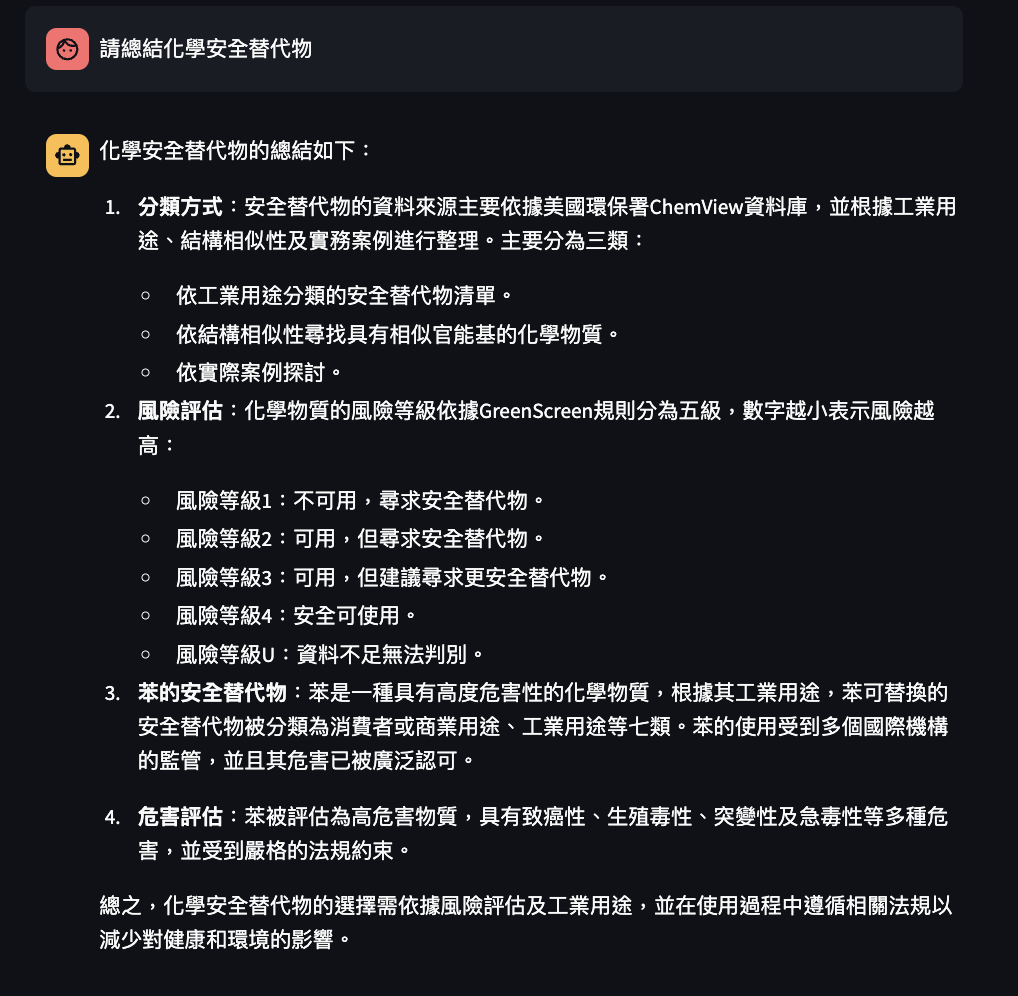 請總結化學安全替代物
化學安全替代物的總結如下：
1. 分類方式：安全替代物的資料來源主要依據美國環保署ChemView資料庫，並根據工業用
途、結構相似性及實務案例進行整理。主要分為三類：
○ 依工業用途分類的安全替代物清單。
○ 依結構相似性尋找具有相似官能基的化學物質。
○ 依實際案例探討。
2. 風險評估：化學物質的風險等級依據GreenScreen規則分為五級，數字越小表示風險越
高：
○ 風險等級1：不可用，尋求安全替代物。
○ 風險等級2：可用，但尋求安全替代物。
○ 風險等級3：可用，但建議尋求更安全替代物。
○ 風險等級4：安全可使用。
○ 風險等級U：資料不足無法判別。
3. 苯的安全替代物：苯是一種具有高度危害性的化學物質，根據其工業用途，苯可替換的
安全替代物被分類為消費者或商業用途、工業用途等七類。苯的使用受到多個國際機構
的監管，並且其危害已被廣泛認可。
4. 危害評估：苯被評估為高危害物質，具有致癌性、生殖毒性、突變性及急毒性等多種危
害，並受到嚴格的法規約束。
總之，化學安全替代物的選擇需依據風險評估及工業用途，並在使用過程中遵循相關法規以
減少對健康和環境的影響。